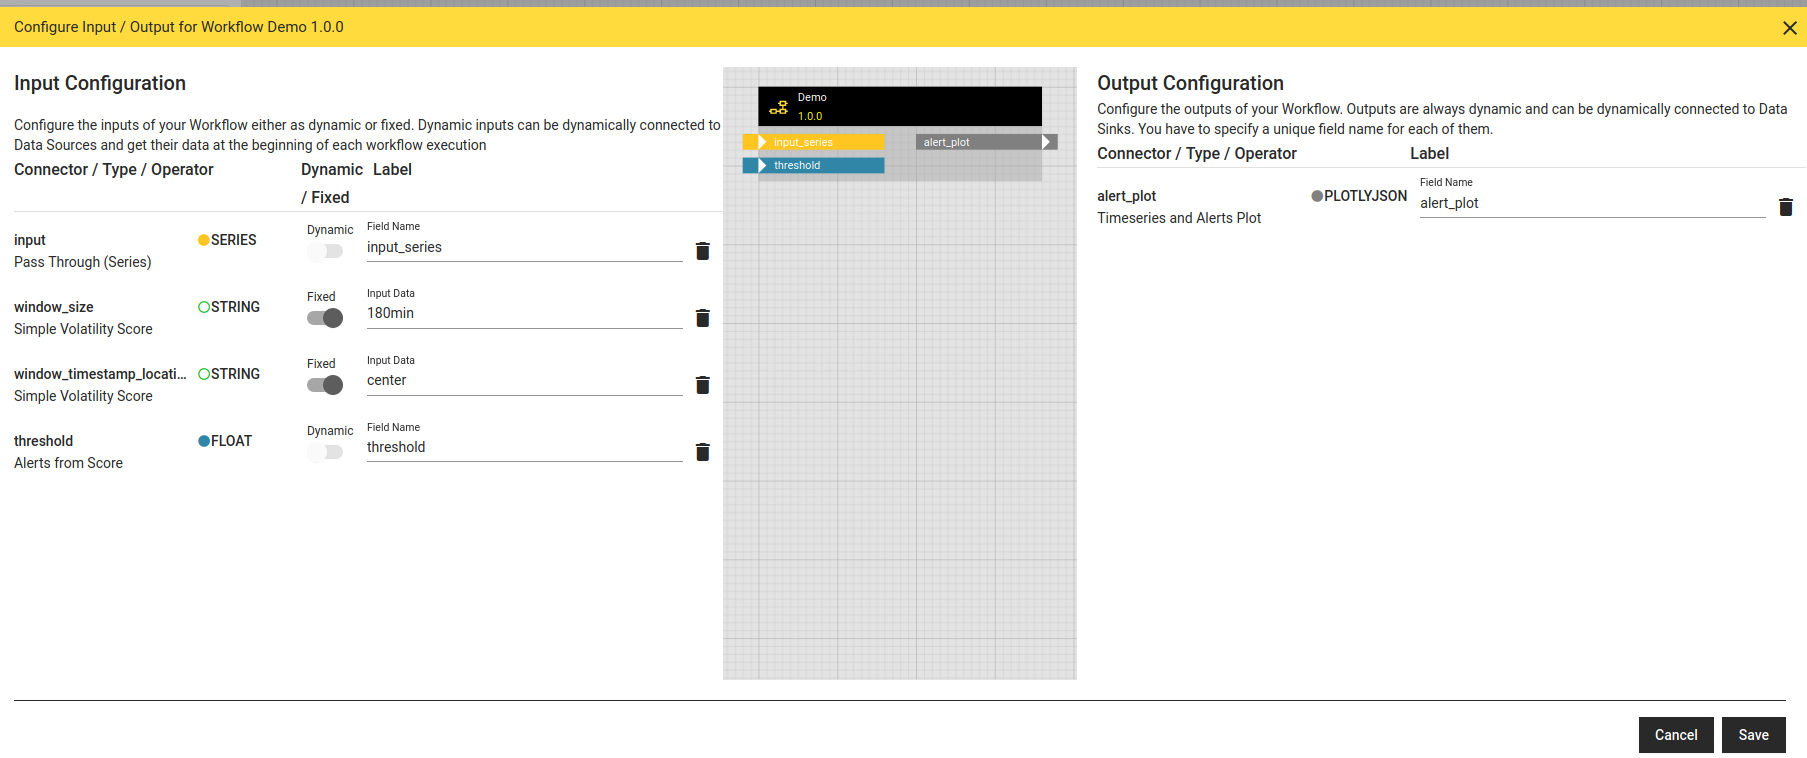 Configure Input / Output for Workflow Demo 1.0.0
Input Configuration
Configure the inputs of your Workflow either as dynamic or fixed. Dynamic inputs can be dynamically connected to
Data Sources and get their data at the beginning of each workflow execution
Connector / Type / Operator
Dynamic
/ Fixed
Label
input
SERIES
Pass Through (Series)
Dynamic
Field Name
input_series
window_size
STRING
Simple Volatility Score
Fixed
Input Data
180min
window_timestamp_locati...
STRING
Simple Volatility Score
Fixed
Input Data
center
threshold
FLOAT
Alerts from Score
Dynamic
Field Name
threshold
Demo
1.0.0
input_series
alert_plot
threshold
Output Configuration
Configure the outputs of your Workflow. Outputs are always dynamic and can be dynamically connected to Data
Sinks. You have to specify a unique field name for each of them.
Connector / Type / Operator
Label
alert_plot
PLOTLYJSON
Timeseries and Alerts Plot
Field Name
alert_plot
Cancel
Save